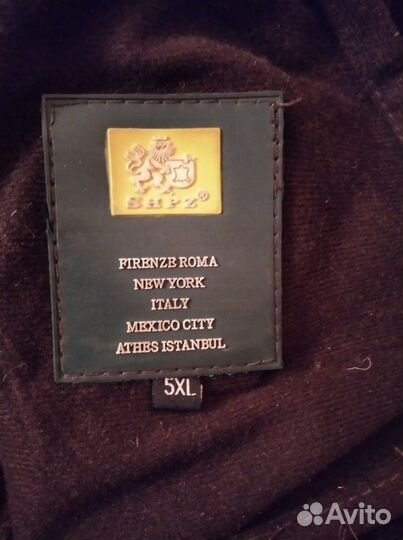 SHPZ®
FIRENZE ROMA
NEW YORK
ITALY
MEXICO CITY
ATHES ISTANBUL
5XL
Avito